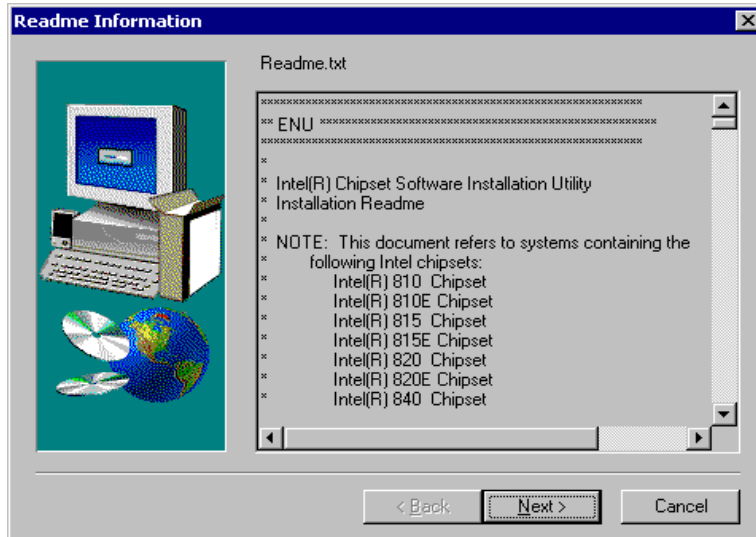 Readme Information
Readme.txt
************************************************************
** ENU *****************************************************
************************************************************
*
* Intel(R) Chipset Software Installation Utility
* Installation Readme
*
* NOTE: This document refers to systems containing the
* following Intel chipsets:
* Intel(R) 810 Chipset
* Intel(R) 810E Chipset
* Intel(R) 815 Chipset
* Intel(R) 815E Chipset
* Intel(R) 820 Chipset
* Intel(R) 820E Chipset
* Intel(R) 840 Chipset
< Back
Next >
Cancel